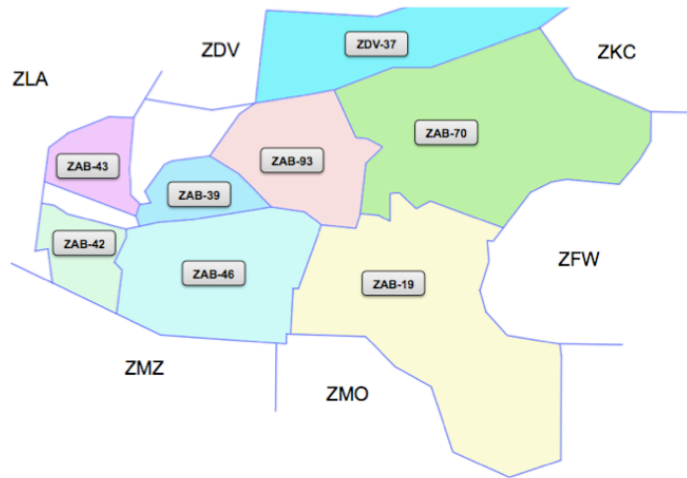 ZDV-37
ZDV
ZKC
ZLA
ZAB-70
ZAB-93
ZAB-43
ZAB-39
ZAB-42
ZAB-46
ZAB-19
ZFW
ZMZ
ZMO